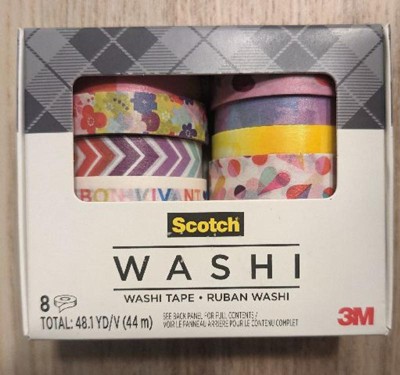 BON VIVANT
Scotch
WASHI
WASHI TAPE • RUBAN WASHI
8
TOTAL: 48.1 YD/V (44 m)
SEE BACK PANEL FOR FULL CONTENTS /
VOIR LE PANNEAU ARRIÈRE POUR LE CONTENU COMPLET
3M